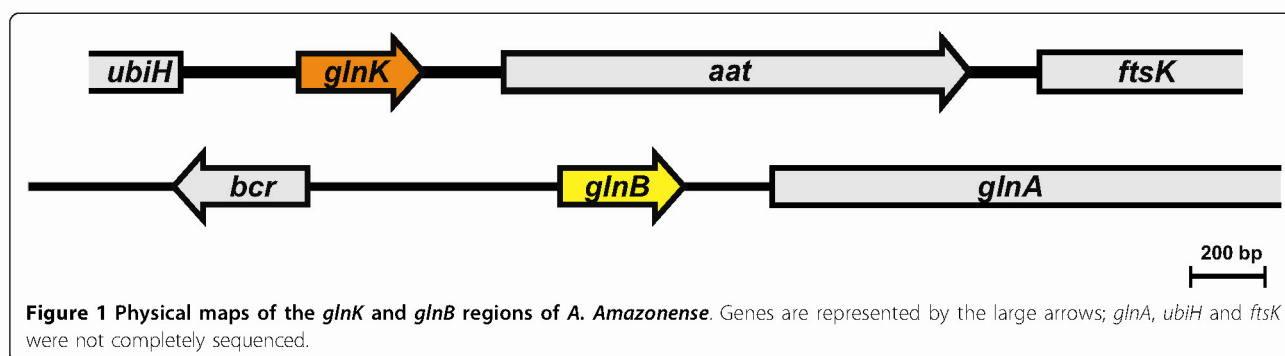 ubiH glnK aat ftsK
bcr glnB glnA
200 bp
Figure 1 Physical maps of the glnK and glnB regions of A. Amazonense. Genes are represented by the large arrows; glnA, ubiH and ftsK
were not completely sequenced.